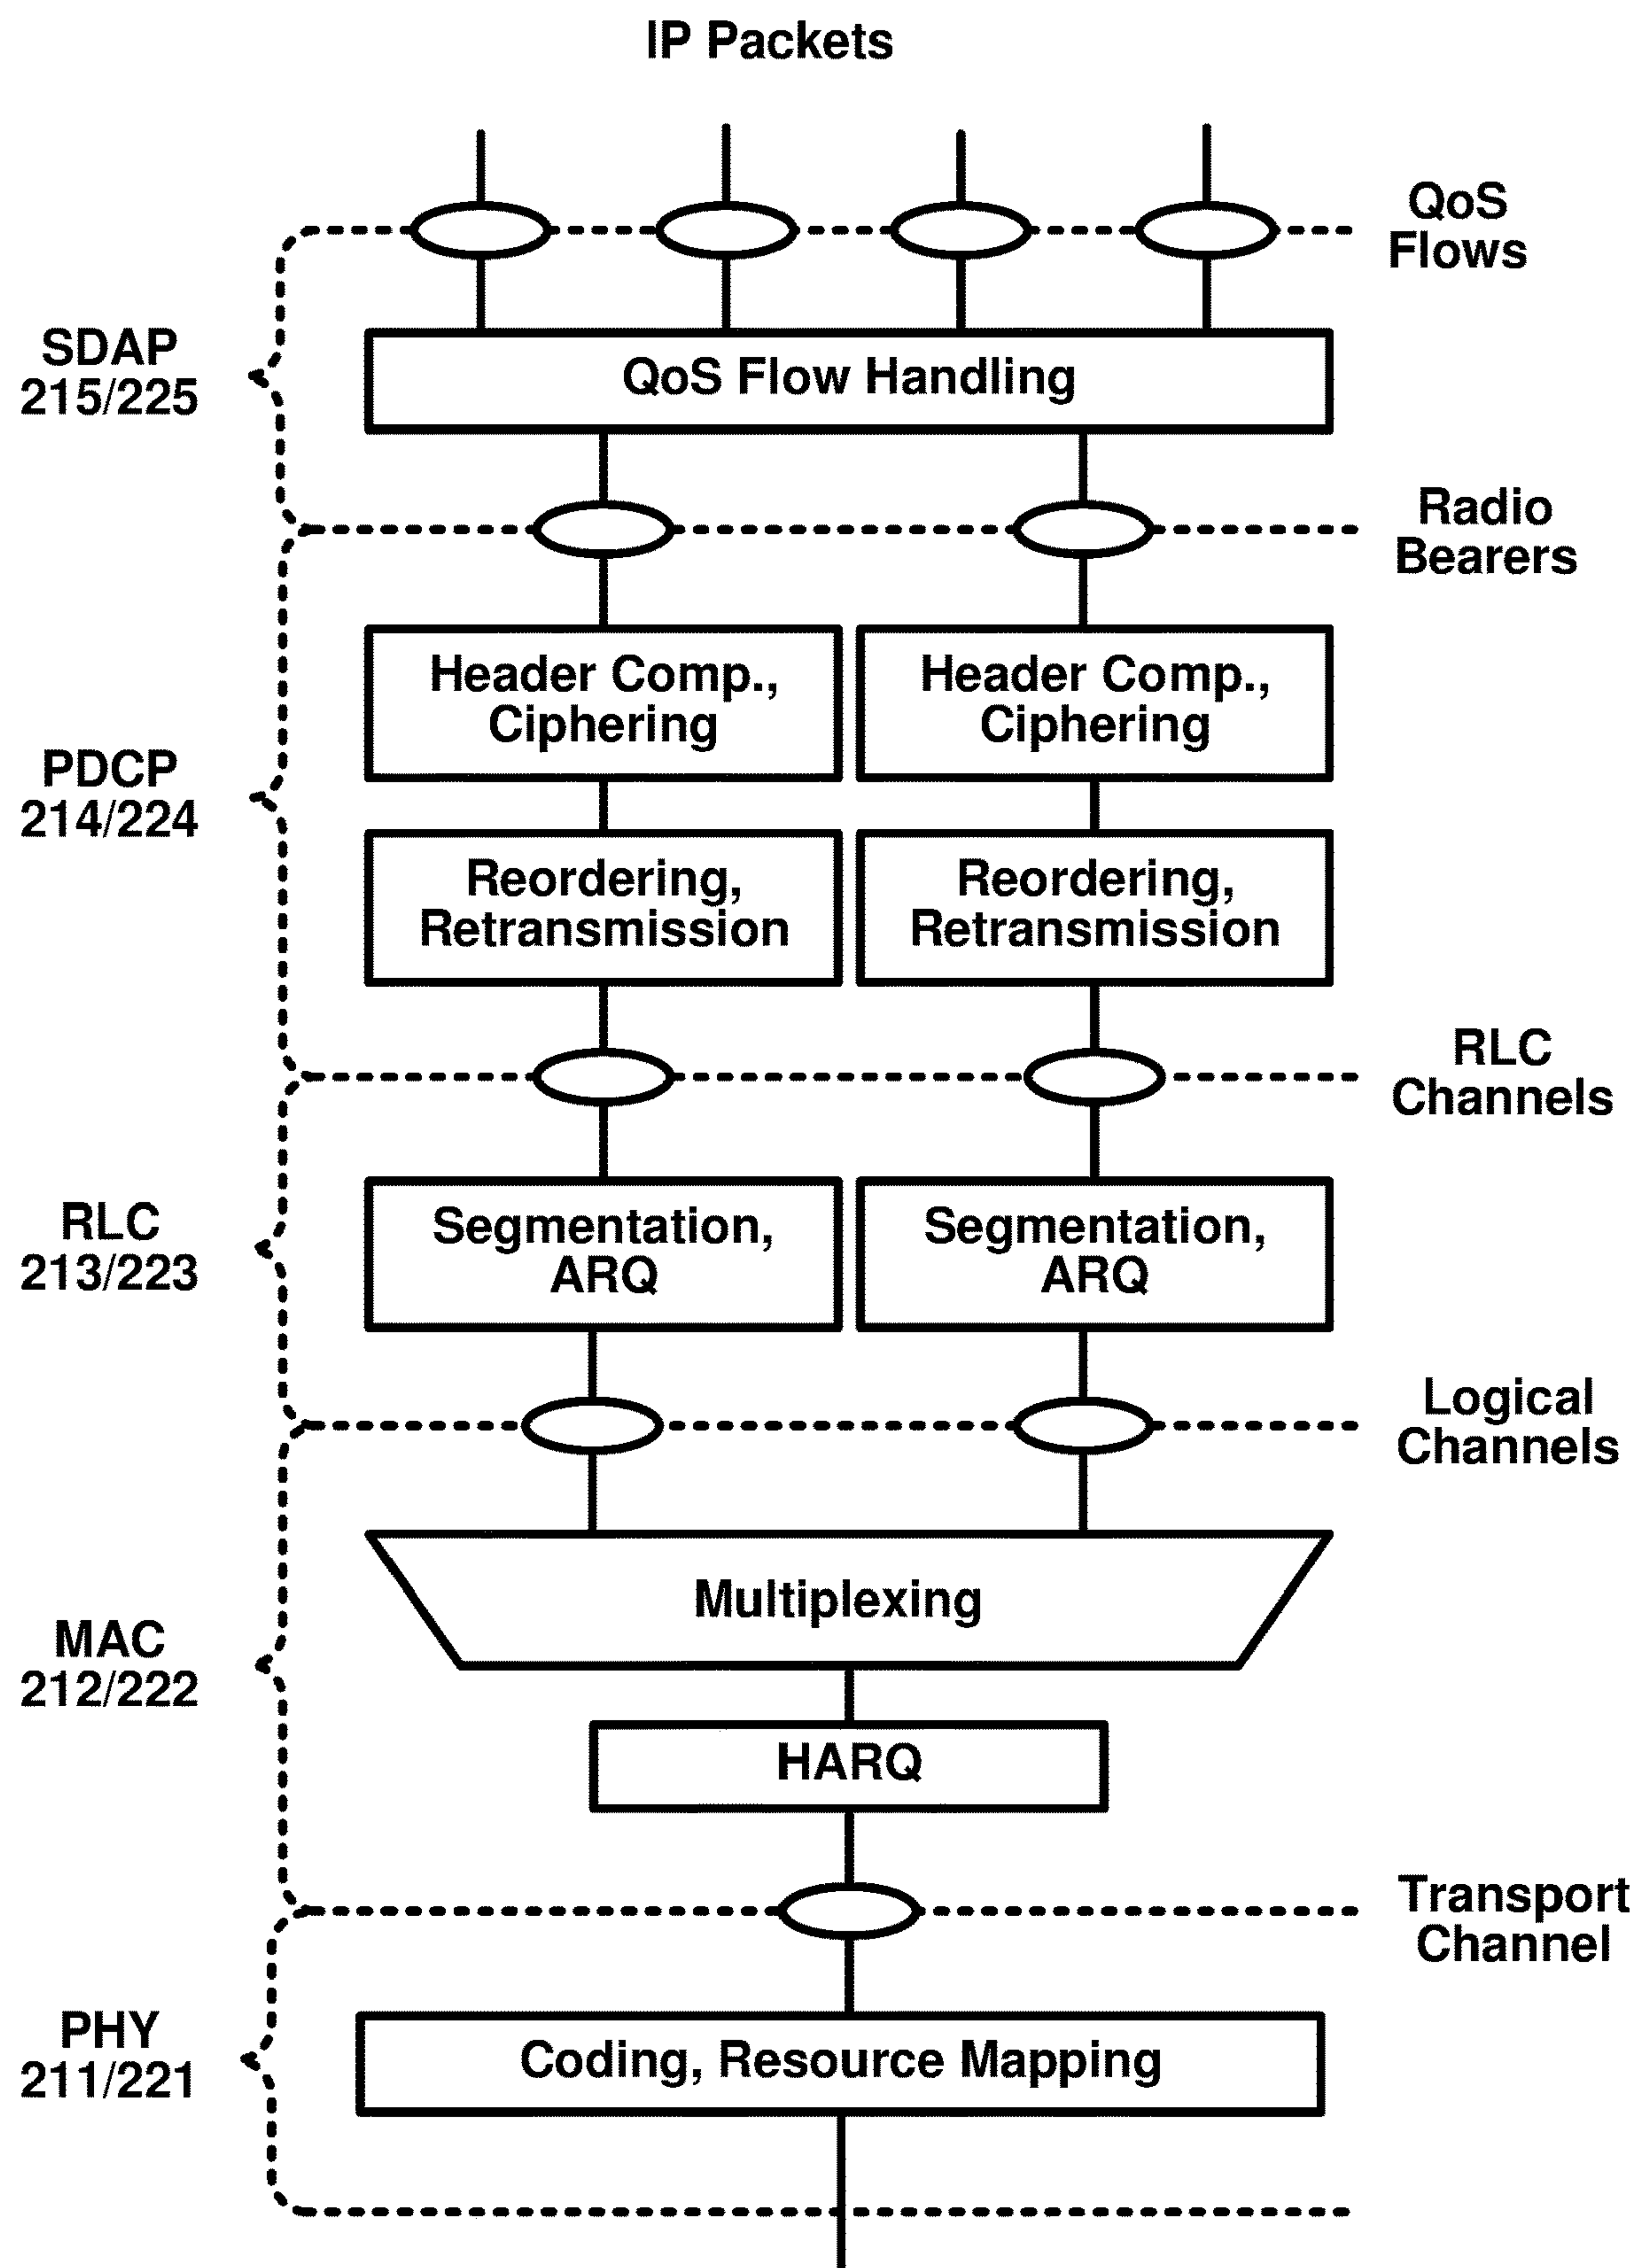 IP Packets
QoS
Flows
SDAP
215/225
QoS Flow Handling
Radio
Bearers
Header Comp.,
Ciphering
Header Comp.,
Ciphering
PDCP
214/224
Reordering,
Retransmission
Reordering,
Retransmission
RLC
Channels
RLC
213/223
Segmentation,
ARQ
Segmentation,
ARQ
Logical
Channels
Multiplexing
MAC
212/222
HARQ
Transport
Channel
PHY
211/221
Coding, Resource Mapping